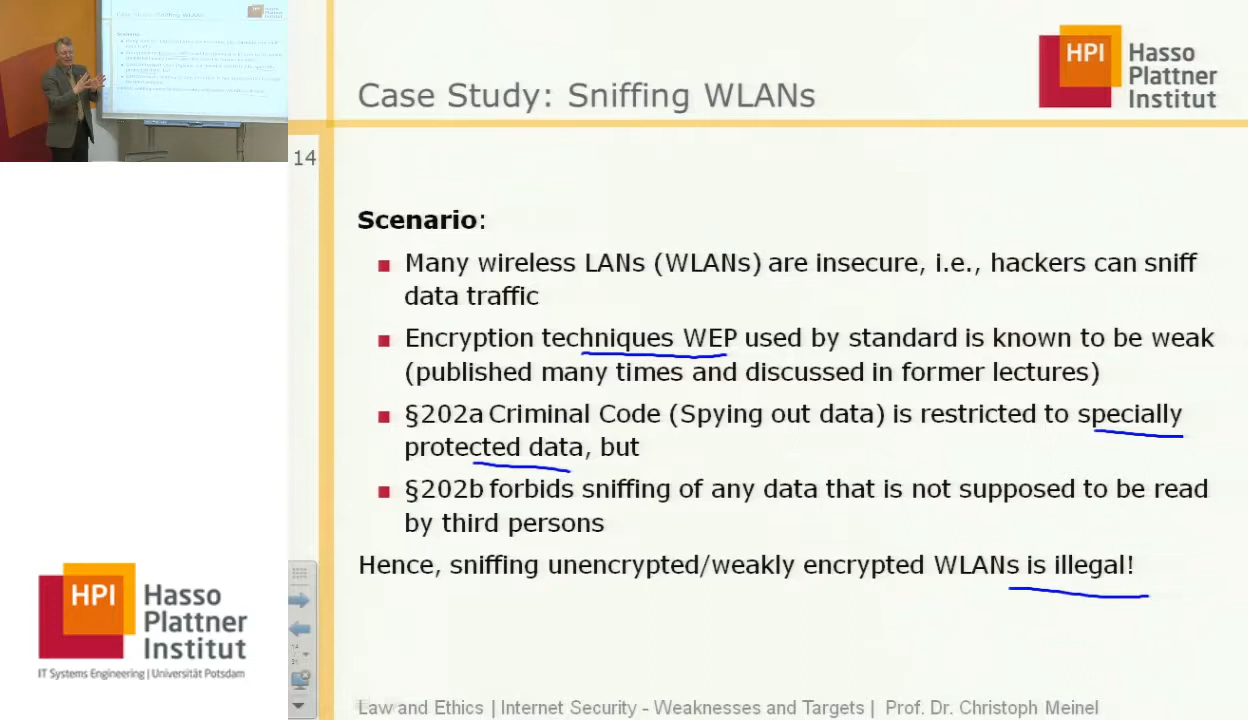 Case Study: Sniffing WLANs
HPI
Hasso
Plattner
Institut
14
Scenario:
Many wireless LANs (WLANs) are insecure, i.e., hackers can sniff
data traffic
Encryption techniques WEP used by standard is known to be weak
(published many times and discussed in former lectures)
§202a Criminal Code (Spying out data) is restricted to specially
protected data, but
§202b forbids sniffing of any data that is not supposed to be read
by third persons
Hence, sniffing unencrypted/weakly encrypted WLANs is illegal!
HPI
Hasso
Plattner
Institut
IT Systems Engineering | Universität Potsdam
Law and Ethics | Internet Security - Weaknesses and Targets | Prof. Dr. Christoph Meinel